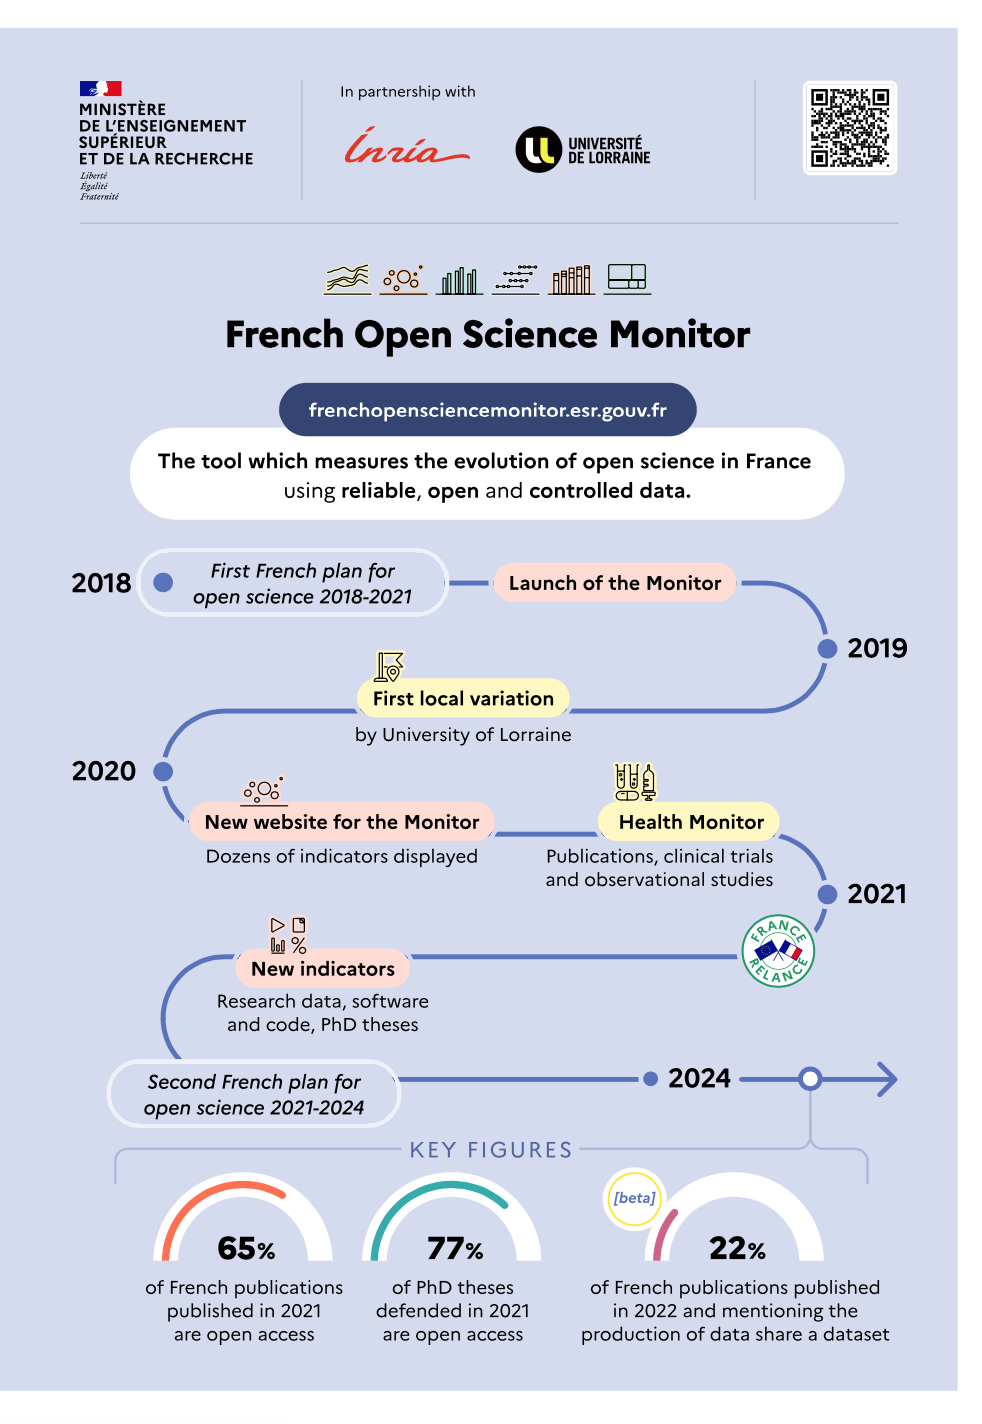 MINISTÈRE
DE L'ENSEIGNEMENT
SUPÉRIEUR
ET DE LA RECHERCHE
Liberté
Égalité
Fraternité
In partnership with
Inria
UNIVERSITÉ
DE LORRAINE
French Open Science Monitor
frenchopensciencemonitor.esr.gouv.fr
The tool which measures the evolution of open science in France
using reliable, open and controlled data.
2018
First French plan for
open science 2018-2021
Launch of the Monitor
2019
First local variation
by University of Lorraine
2020
New website for the Monitor
Dozens of indicators displayed
Health Monitor
Publications, clinical trials
and observational studies
2021
FRANCE
RELANCE
New indicators
Research data, software
and code, PhD theses
Second French plan for
open science 2021-2024
2024
KEY FIGURES
65%
of French publications
published in 2021
are open access
77%
of PhD theses
defended in 2021
are open access
[beta]
22%
of French publications published
in 2022 and mentioning the
production of data share a dataset